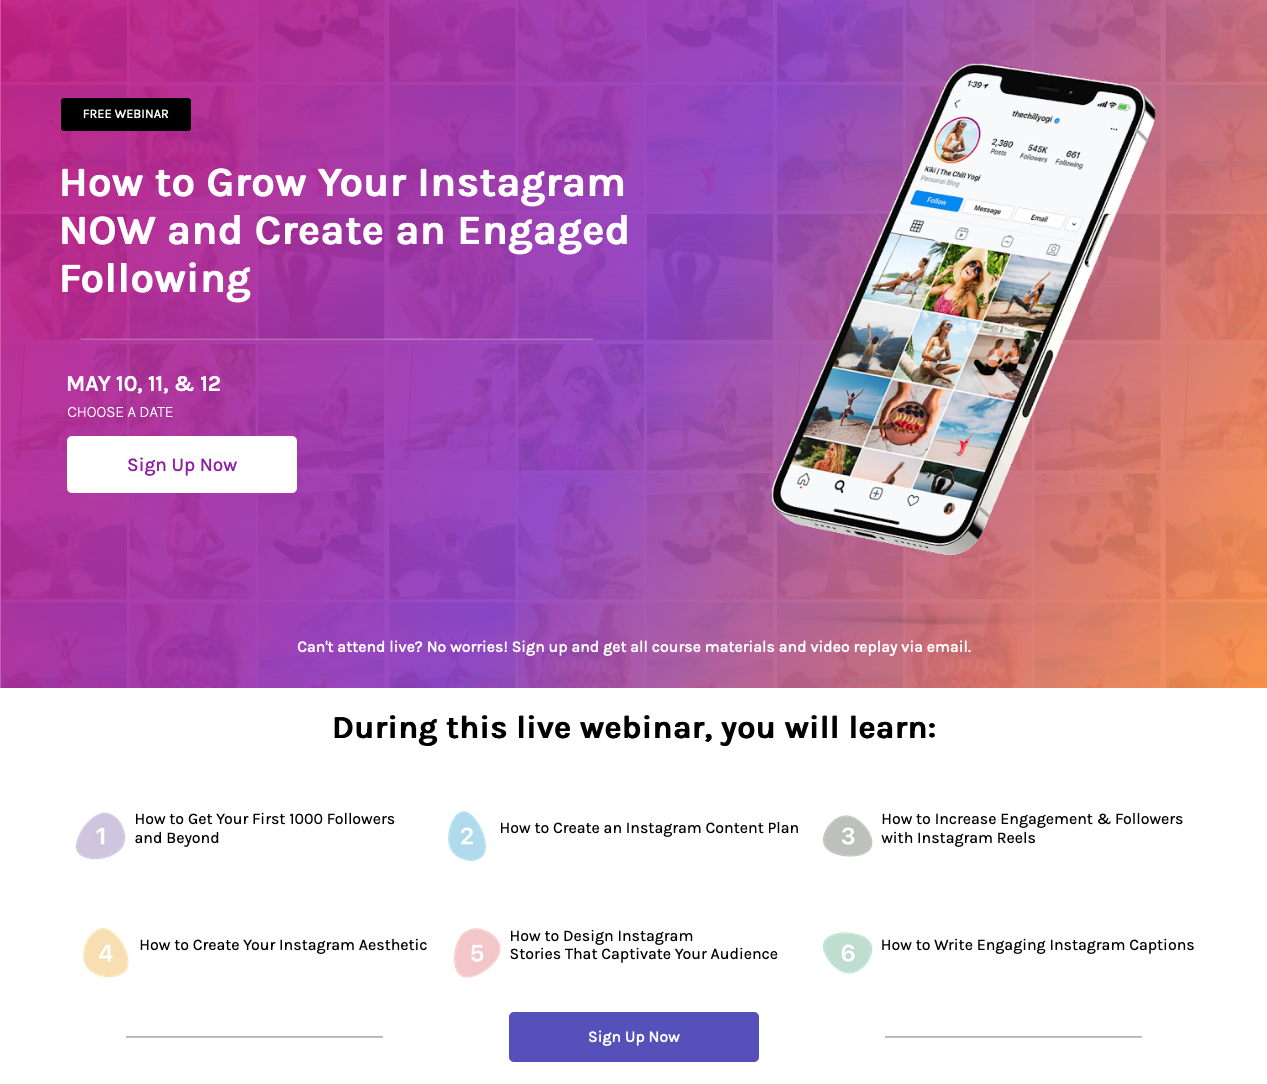 FREE WEBINAR
How to Grow Your Instagram
NOW and Create an Engaged
Following
MAY 10, 11, & 12
CHOOSE A DATE
Sign Up Now
1:39
thechillyogi
2,380 545K 661
Posts Followers Following
Kiki | The Chill Yogi
Personal Blog
Follow Message Email
Can't attend live? No worries! Sign up and get all course materials and video replay via email.
During this live webinar, you will learn:
1 How to Get Your First 1000 Followers
and Beyond
2 How to Create an Instagram Content Plan
3 How to Increase Engagement & Followers
with Instagram Reels
4 How to Create Your Instagram Aesthetic
5 How to Design Instagram
Stories That Captivate Your Audience
6 How to Write Engaging Instagram Captions
Sign Up Now